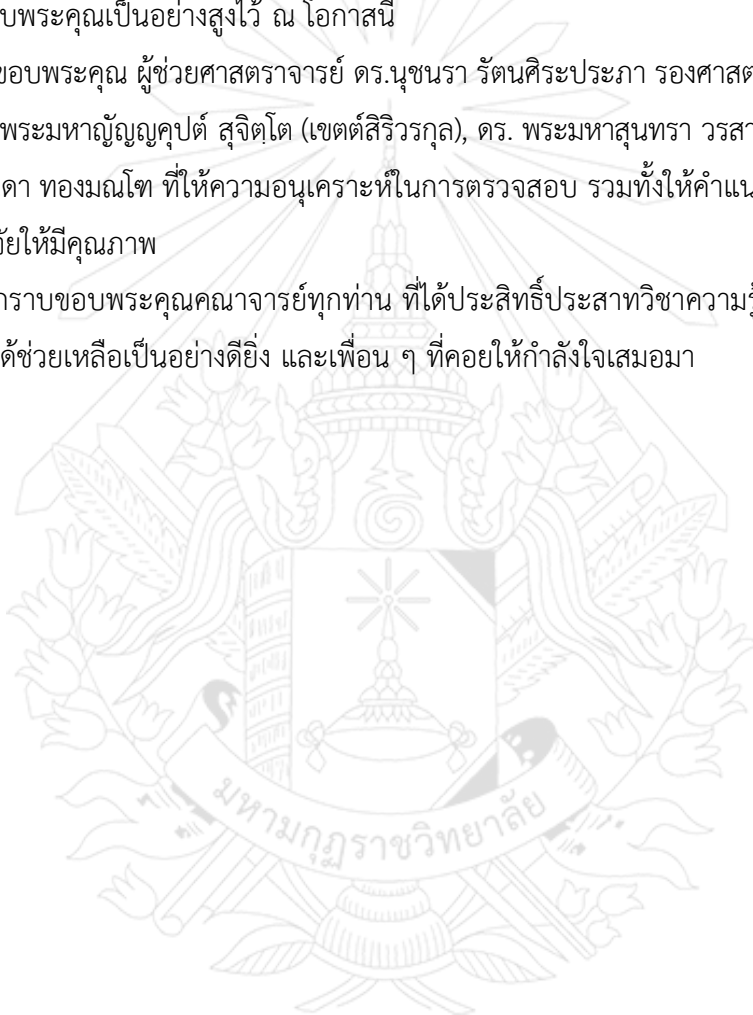 บพระคุณเป็นอย่างสูงไว้ ณ โอกาสนี้
ขอบพระคุณ ผู้ช่วยศาสตราจารย์ ดร.นุชนรา รัตนศิระประภา รองศาสต
พระมหาญัญญคุปต์ สุจิตฺโต (เขตต์สิริวรกุล), ดร. พระมหาสุนทรา วรสา
ดา ทองมณโฑ ที่ให้ความอนุเคราะห์ในการตรวจสอบ รวมทั้งให้คำแน
จัยให้มีคุณภาพ
กราบขอบพระคุณคณาจารย์ทุกท่าน ที่ได้ประสิทธิ์ประสาทวิชาความรู้
ด้ช่วยเหลือเป็นอย่างดียิ่ง และเพื่อน ๆ ที่คอยให้กำลังใจเสมอมา
มหามกุฏราชวิทยาลัย